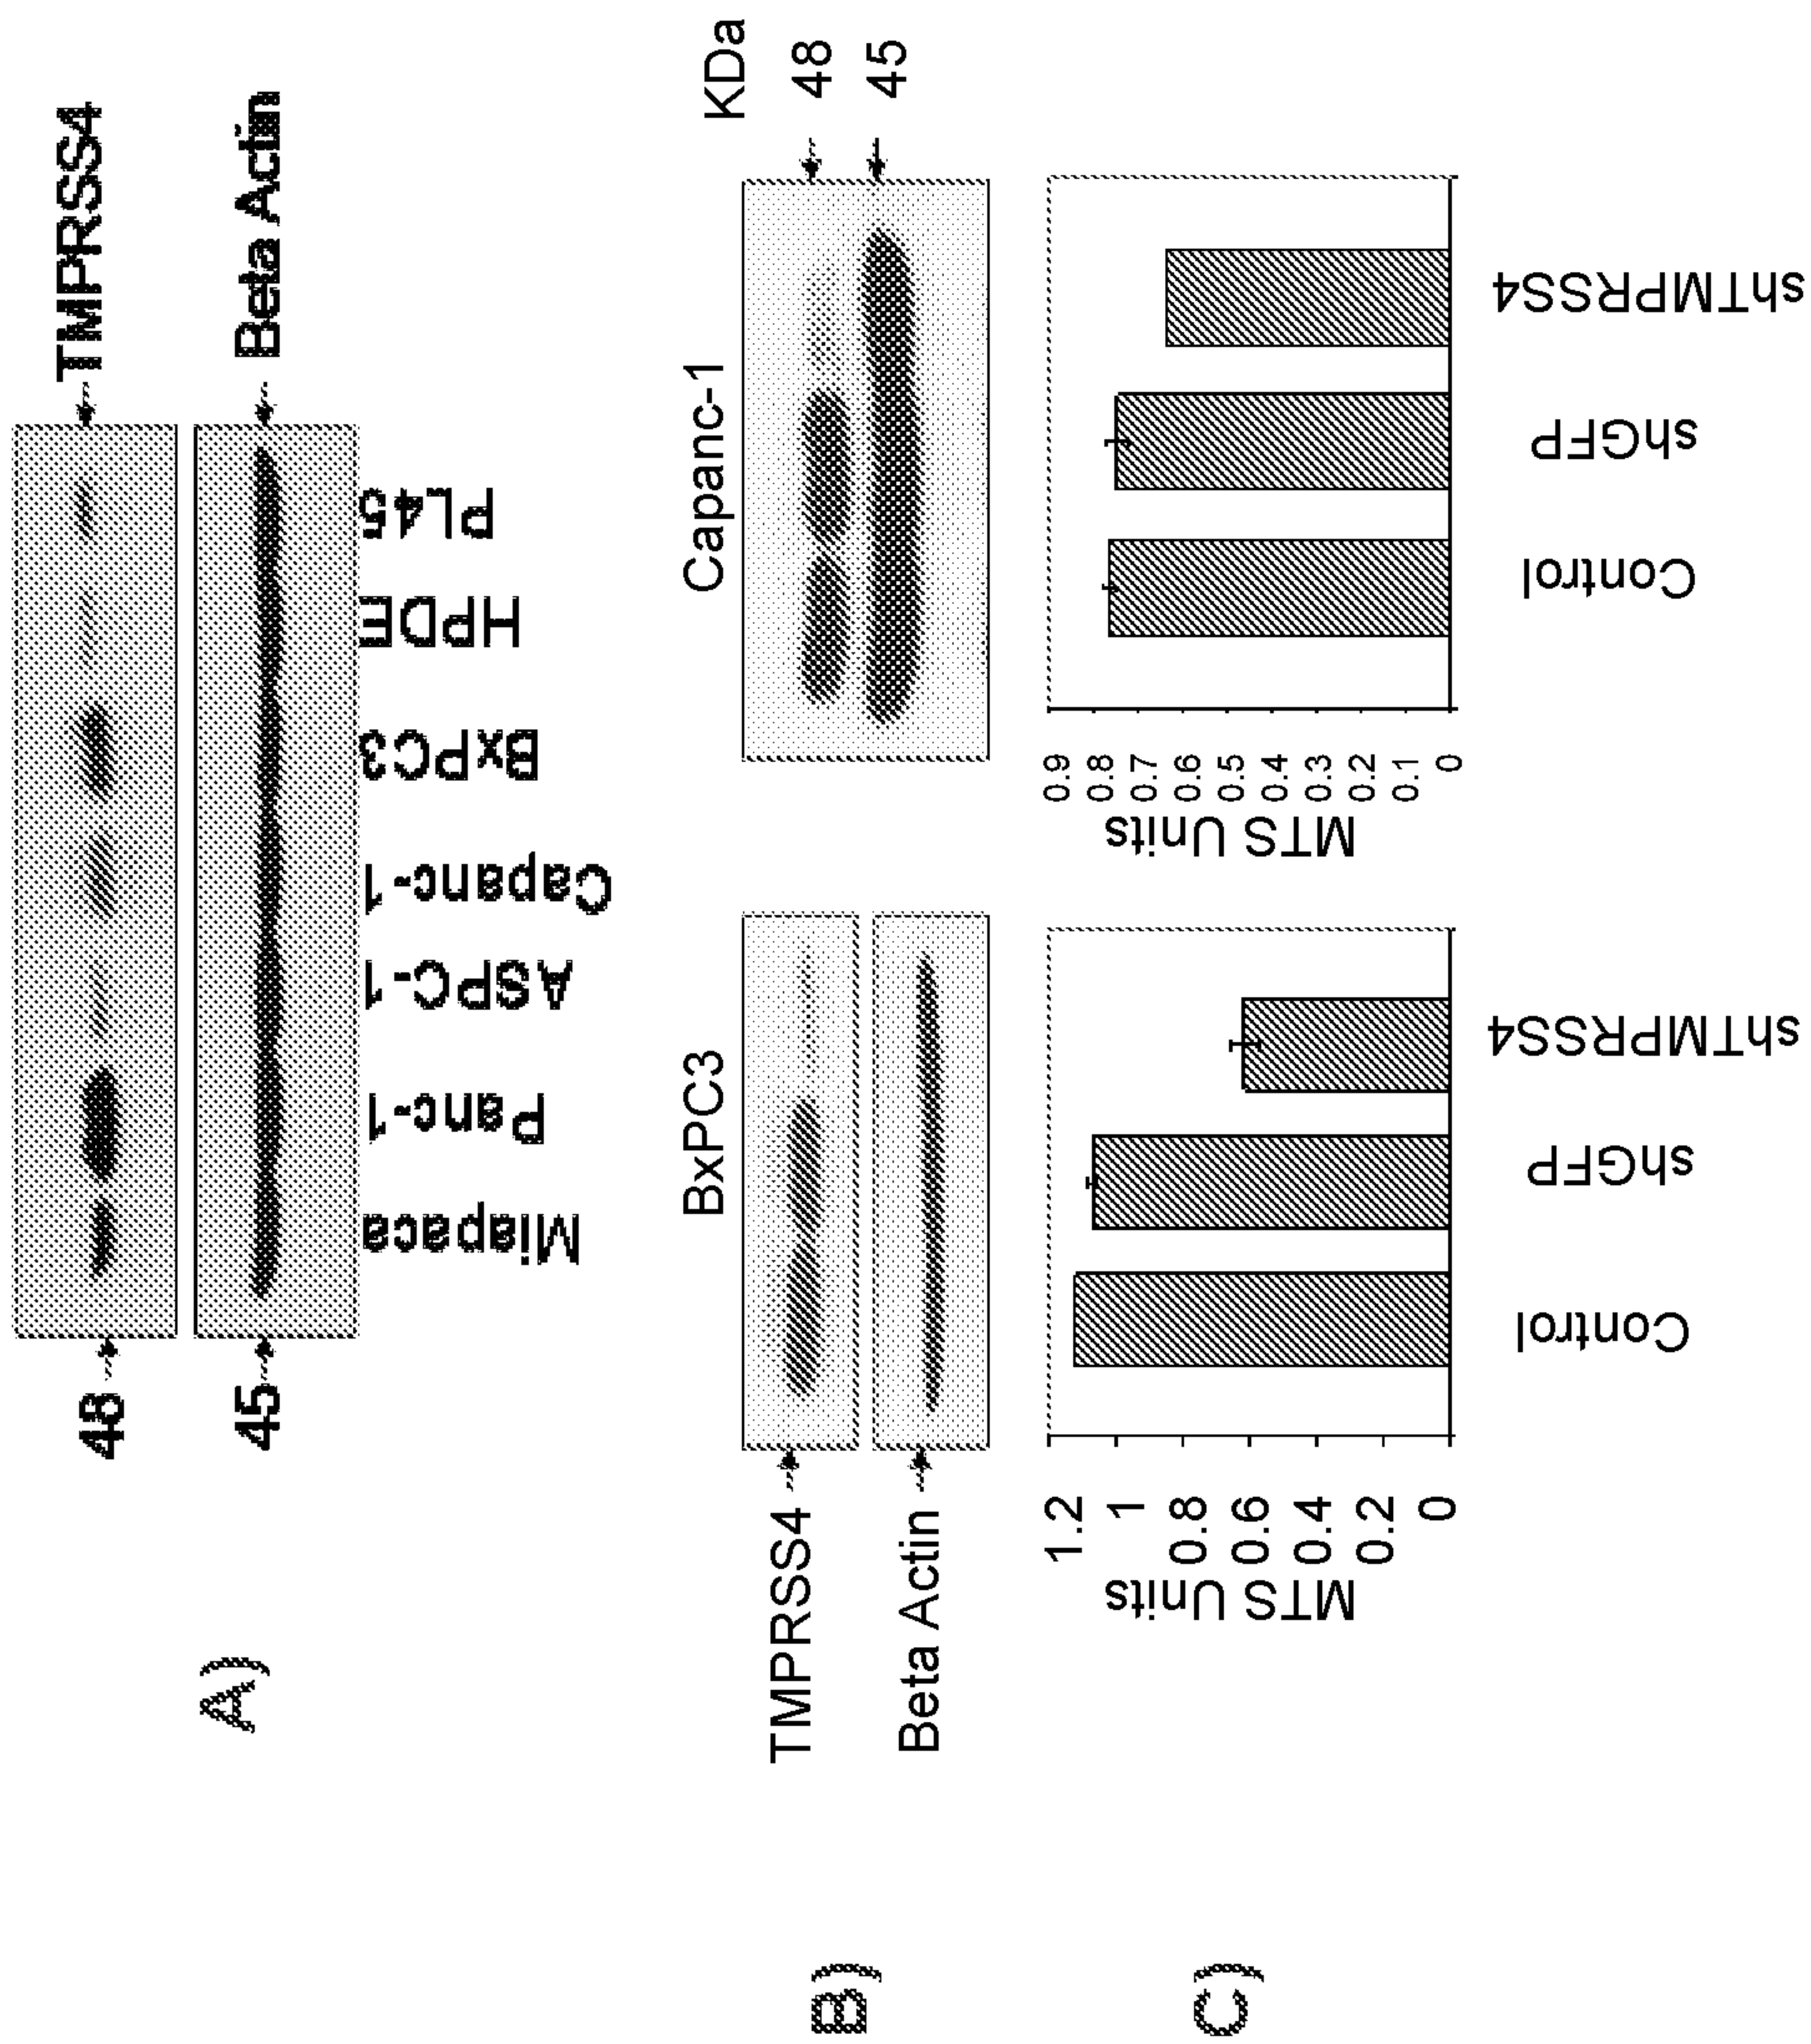 A)
48
TMPRSS4
45
Beta Actin
Miapaca
Panc-1
ASPC-1
Capanc-1
BxPC3
HPDE
PL45
B)
BxPC3
Capanc-1
KDa
TMPRSS4
48
Beta Actin
45
C)
MTS Units
1.2
1
0.8
0.6
0.4
0.2
0
Control
shGFP
shTMPRSS4
MTS Units
0.9
0.8
0.7
0.6
0.5
0.4
0.3
0.2
0.1
0
Control
shGFP
shTMPRSS4